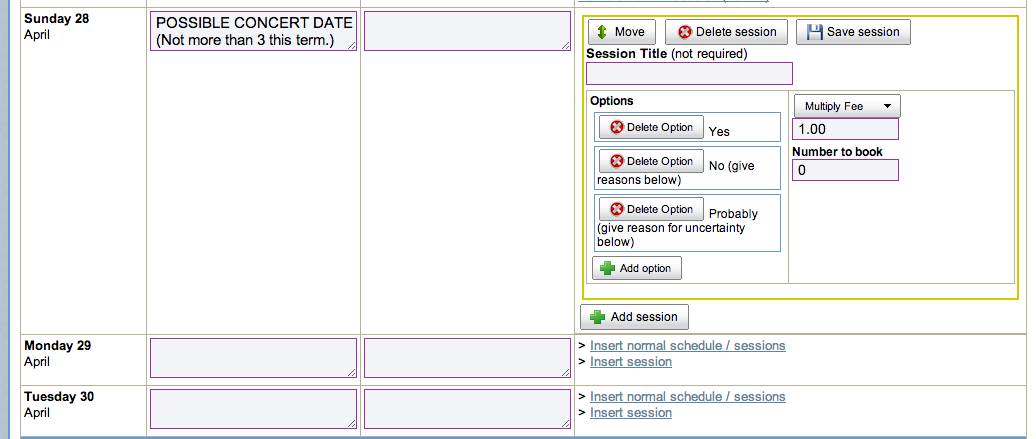 Sunday 28
April
POSSIBLE CONCERT DATE
(Not more than 3 this term.)
Move
Delete session
Save session
Session Title (not required)
Options
Delete Option Yes
Delete Option No (give
reasons below)
Delete Option Probably
(give reason for uncertainty
below)
Add option
Multiply Fee
1.00
Number to book
0
Add session
Monday 29
April
> Insert normal schedule / sessions
> Insert session
Tuesday 30
April
> Insert normal schedule / sessions
> Insert session